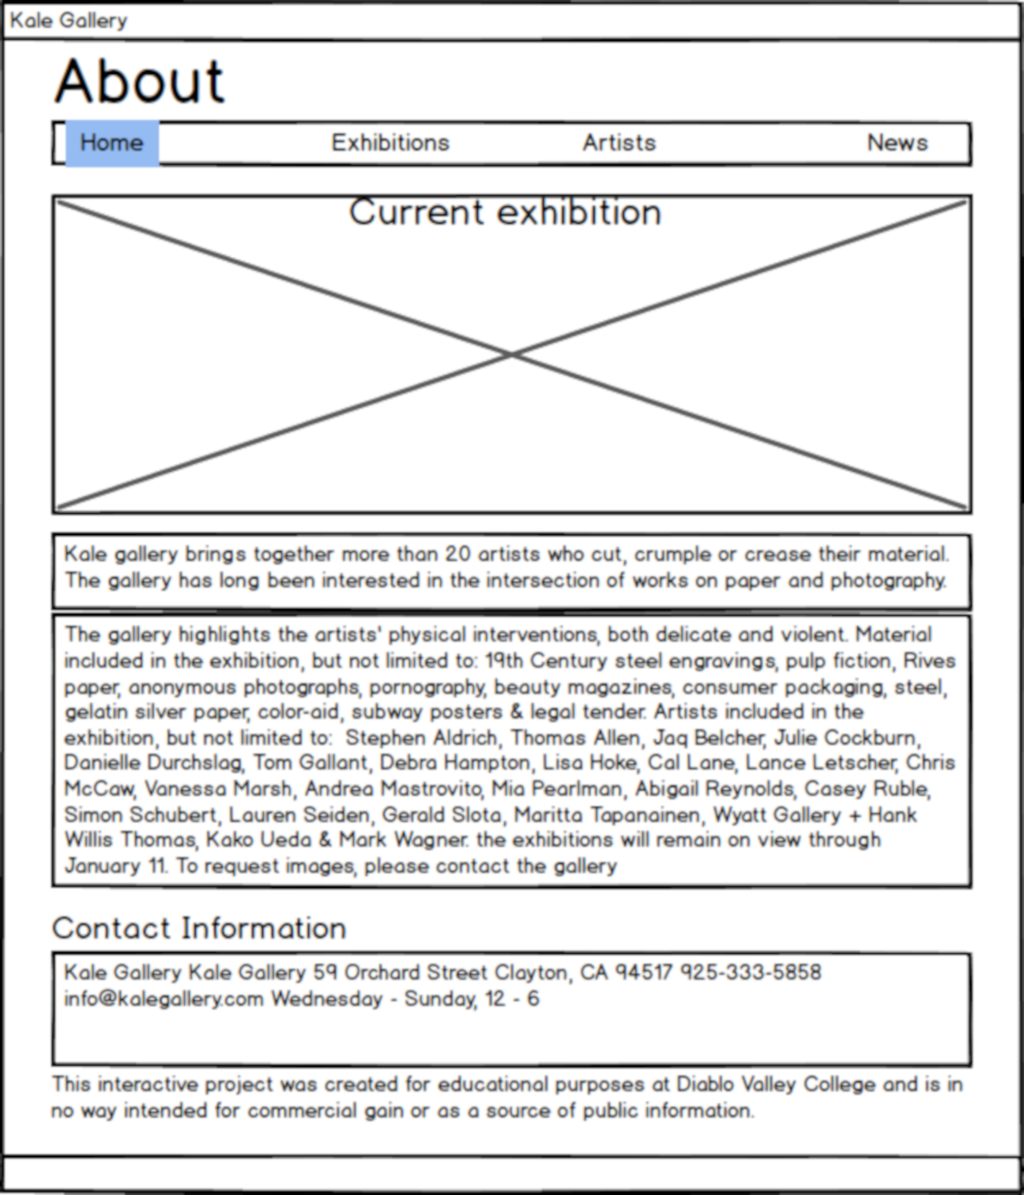 Kale Gallery
About
Home Exhibitions Artists News
Current exhibition
Kale gallery brings together more than 20 artists who cut, crumple or crease their material.
The gallery has long been interested in the intersection of works on paper and photography.
The gallery highlights the artists' physical interventions, both delicate and violent. Material
included in the exhibition, but not limited to: 19th Century steel engravings, pulp fiction, Rives
paper, anonymous photographs, pornography, beauty magazines, consumer packaging, steel,
gelatin silver paper, color-aid, subway posters & legal tender. Artists included in the
exhibition, but not limited to: Stephen Aldrich, Thomas Allen, Jaq Belcher, Julie Cockburn,
Danielle Durchslag, Tom Gallant, Debra Hampton, Lisa Hoke, Cal Lane, Lance Letscher, Chris
McCaw, Vanessa Marsh, Andrea Mastrovito, Mia Pearlman, Abigail Reynolds, Casey Ruble,
Simon Schubert, Lauren Seiden, Gerald Slota, Maritta Tapanainen, Wyatt Gallery + Hank
Willis Thomas, Kako Ueda & Mark Wagner. the exhibitions will remain on view through
January 11. To request images, please contact the gallery
Contact Information
Kale Gallery Kale Gallery 59 Orchard Street Clayton, CA 94517 925-333-5858
info@kalegallery.com Wednesday - Sunday, 12 - 6
This interactive project was created for educational purposes at Diablo Valley College and is in
no way intended for commercial gain or as a source of public information.